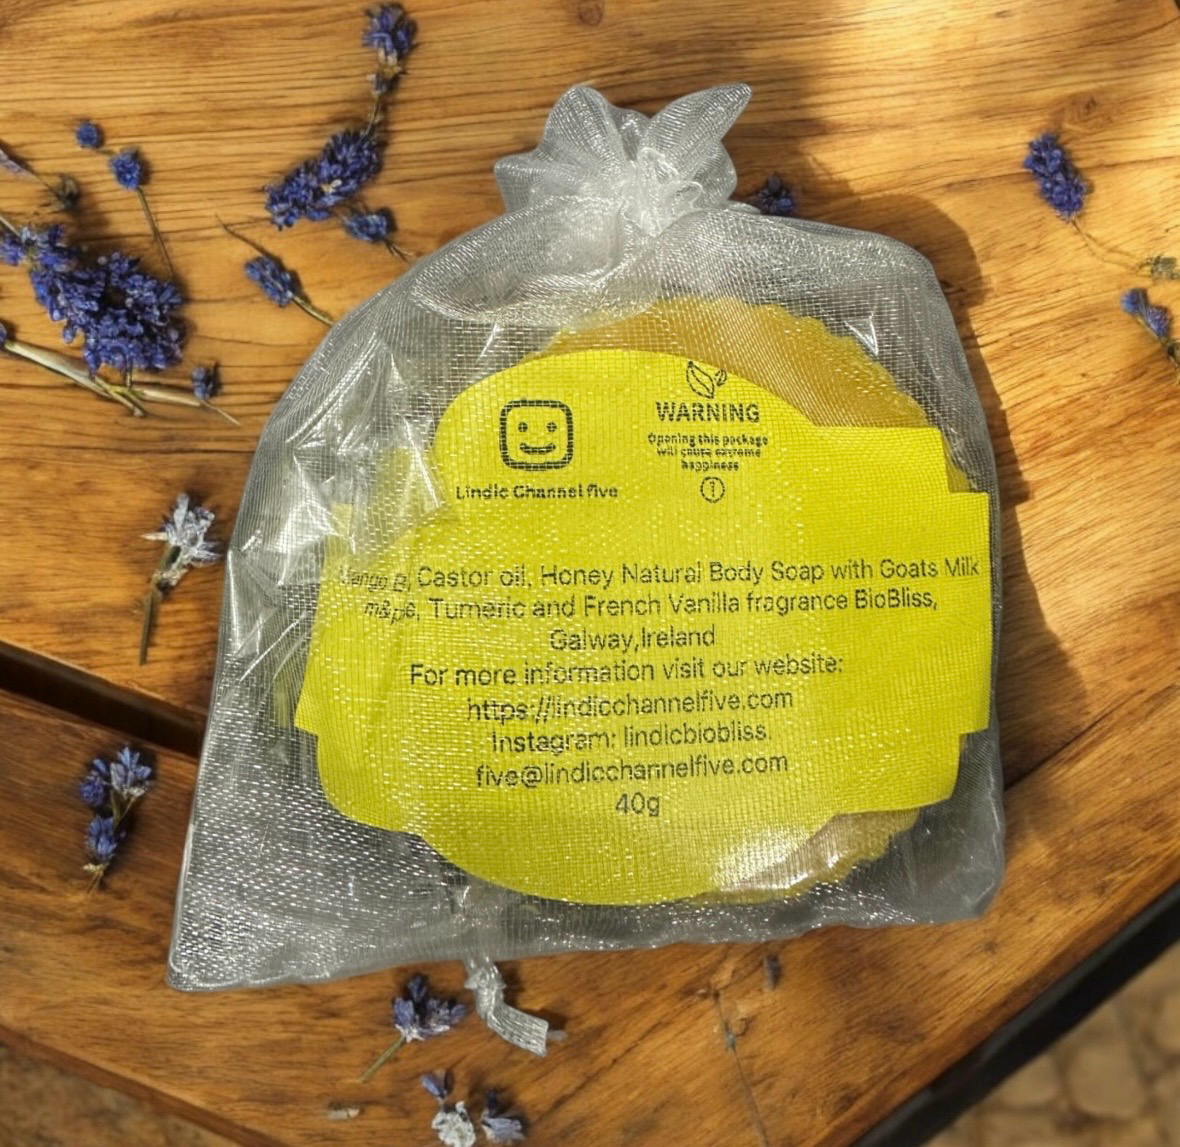 WARNING
Opening this package
will cause extreme
happiness
Lindic Channel five
Castor oil, Honey Natural Body Soap with Goats Milk
m&ps, Tumeric and French Vanilla fragrance BioBliss,
Galway,Ireland
For more information visit our website:
https://lindicchannelfive.com
Instagram: lindicbiobliss.
five@lindicchannelfive.com
40g